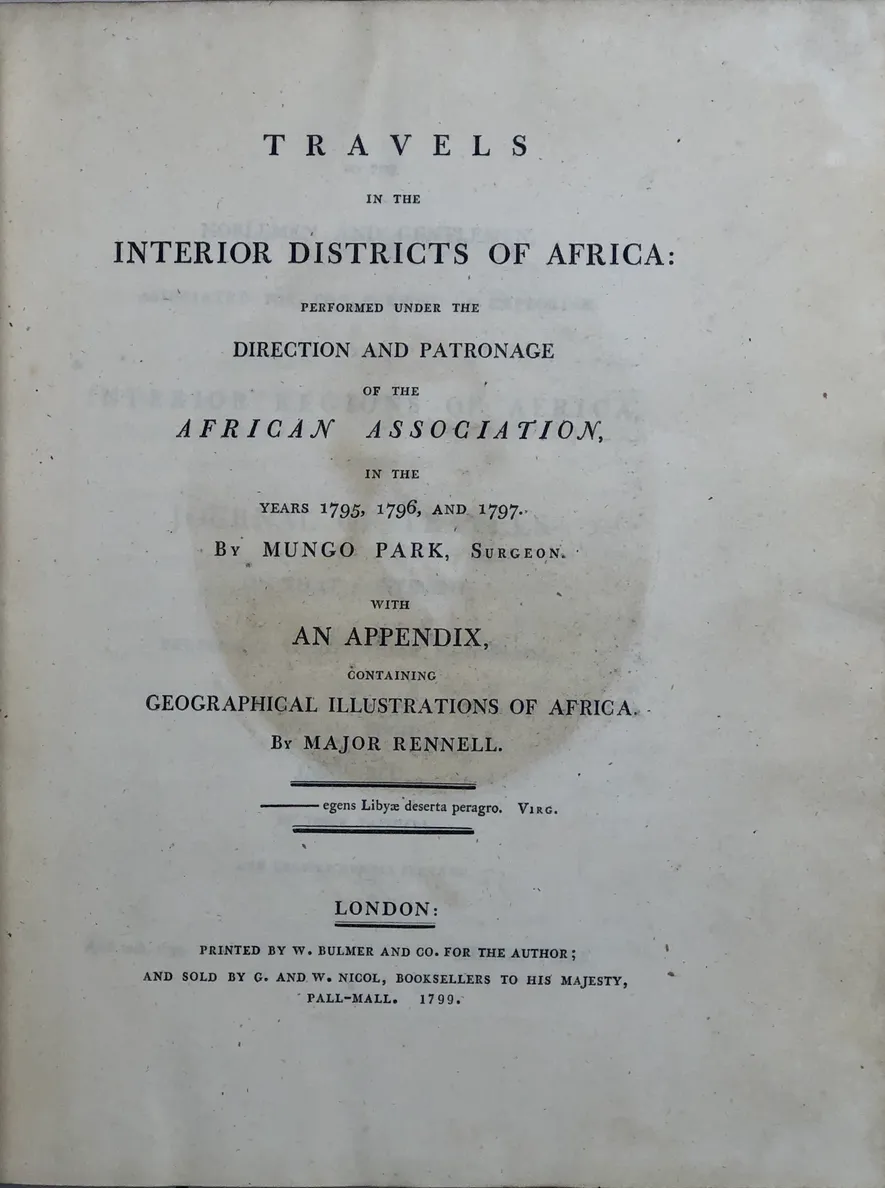 TRAVELS
IN THE
INTERIOR DISTRICTS OF AFRICA:
PERFORMED UNDER THE
DIRECTION AND PATRONAGE
OF THE
AFRICAN ASSOCIATION,
IN THE
YEARS 1795, 1796, AND 1797.
By MUNGO PARK, Surgeon.
WITH
AN APPENDIX,
CONTAINING
GEOGRAPHICAL ILLUSTRATIONS OF AFRICA.
By MAJOR RENNELL.
——— egens Libyæ deserta peragro. Virg.
LONDON:
PRINTED BY W. BULMER AND CO. FOR THE AUTHOR;
AND SOLD BY G. AND W. NICOL, BOOKSELLERS TO HIS MAJESTY,
PALL-MALL. 1799.